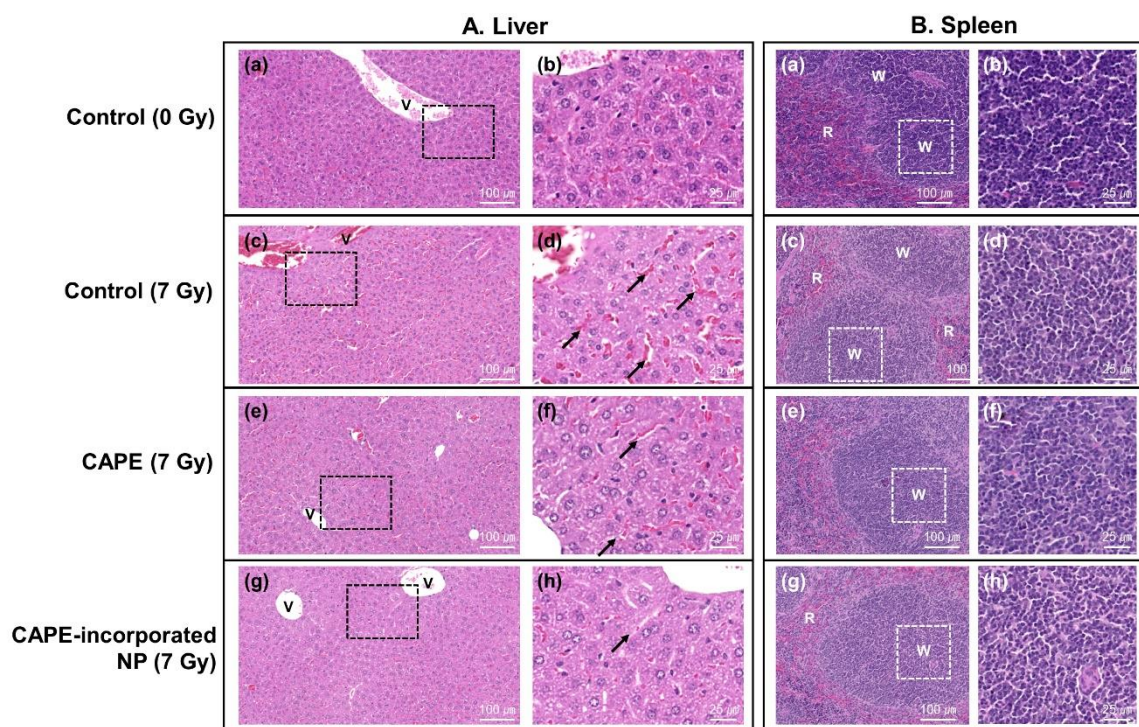 A. Liver
B. Spleen
Control (0 Gy)
(a)
V
100 µm
(b)
25 µm
(a)
W
R
W
100 µm
(b)
25 µm
Control (7 Gy)
(c)
V
100 µm
(d)
25 µm
(c)
W
R
R
W
100
(d)
25 µm
CAPE (7 Gy)
(e)
V
100 µm
(f)
25 µm
(e)
W
100 µm
(f)
25 µm
CAPE-incorporated
NP (7 Gy)
(g)
V
V
100 µm
(h)
25 µm
(g)
R
W
100 µm
(h)
25 µm